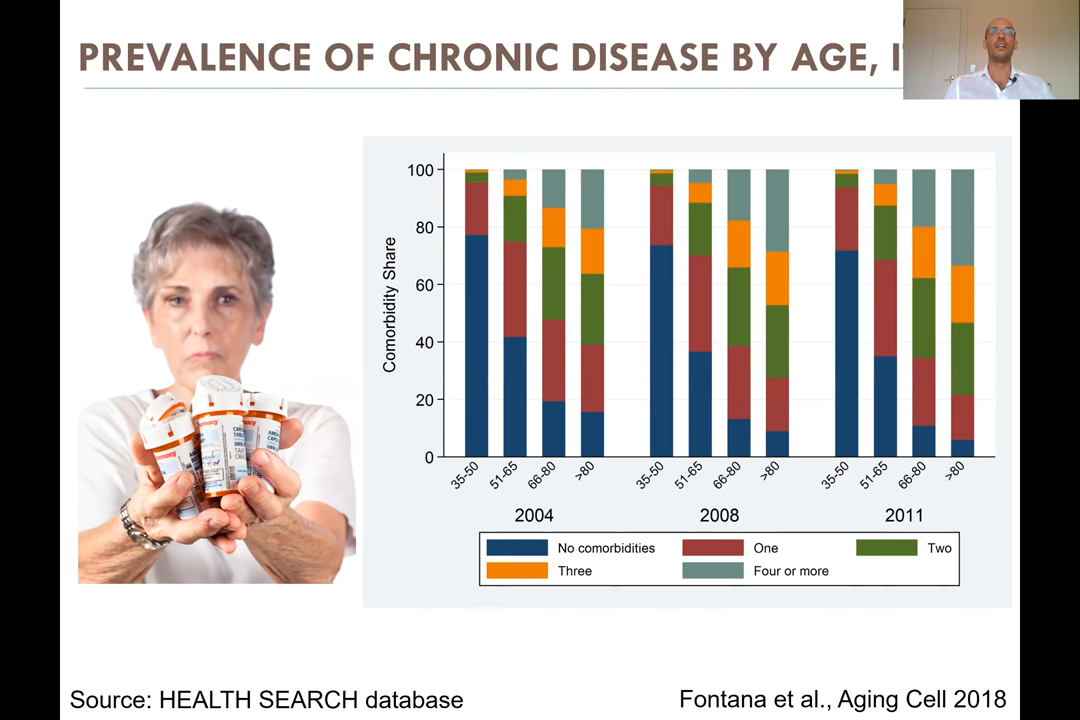 PREVALENCE OF CHRONIC DISEASE BY AGE,
Comorbidity Share
100
80
60
40
20
0
35-50
51-65
66-80
>80
35-50
51-65
66-80
>80
35-50
51-65
66-80
>80
2004
2008
2011
No comorbidities
One
Two
Three
Four or more
Source: HEALTH SEARCH database
Fontana et al., Aging Cell 2018